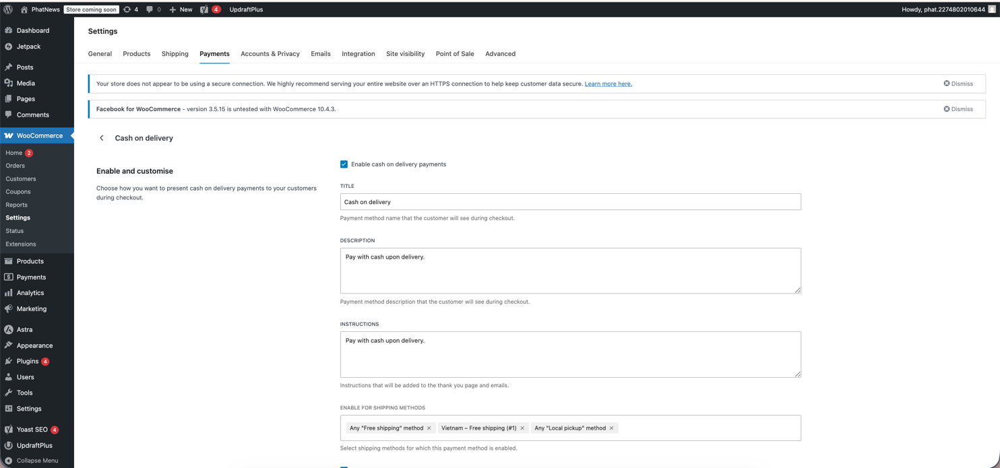 PhatNews Store coming soon 4 0 New 4 UpdraftPlus Howdy, phat.2274802010644
Dashboard
Jetpack
Posts
Media
Pages
Comments
WooCommerce
Home 2
Orders
Customers
Coupons
Reports
Settings
Status
Extensions
Products
Payments
Analytics
Marketing
Astra
Appearance
Plugins 4
Users
Tools
Settings
Yoast SEO 4
UpdraftPlus
Collapse Menu
Settings
General Products Shipping Payments Accounts & Privacy Emails Integration Site visibility Point of Sale Advanced
Your store does not appear to be using a secure connection. We highly recommend serving your entire website over an HTTPS connection to help keep customer data secure. Learn more here. Dismiss
Facebook for WooCommerce - version 3.5.15 is untested with WooCommerce 10.4.3. Dismiss
Cash on delivery
Enable and customise
Choose how you want to present cash on delivery payments to your customers
during checkout.
Enable cash on delivery payments
TITLE
Cash on delivery
Payment method name that the customer will see during checkout.
DESCRIPTION
Pay with cash upon delivery.
Payment method description that the customer will see during checkout.
INSTRUCTIONS
Pay with cash upon delivery.
Instructions that will be added to the thank you page and emails.
ENABLE FOR SHIPPING METHODS
Any "Free shipping" method × Vietnam – Free shipping (#1) × Any "Local pickup" method ×
Select shipping methods for which this payment method is enabled.